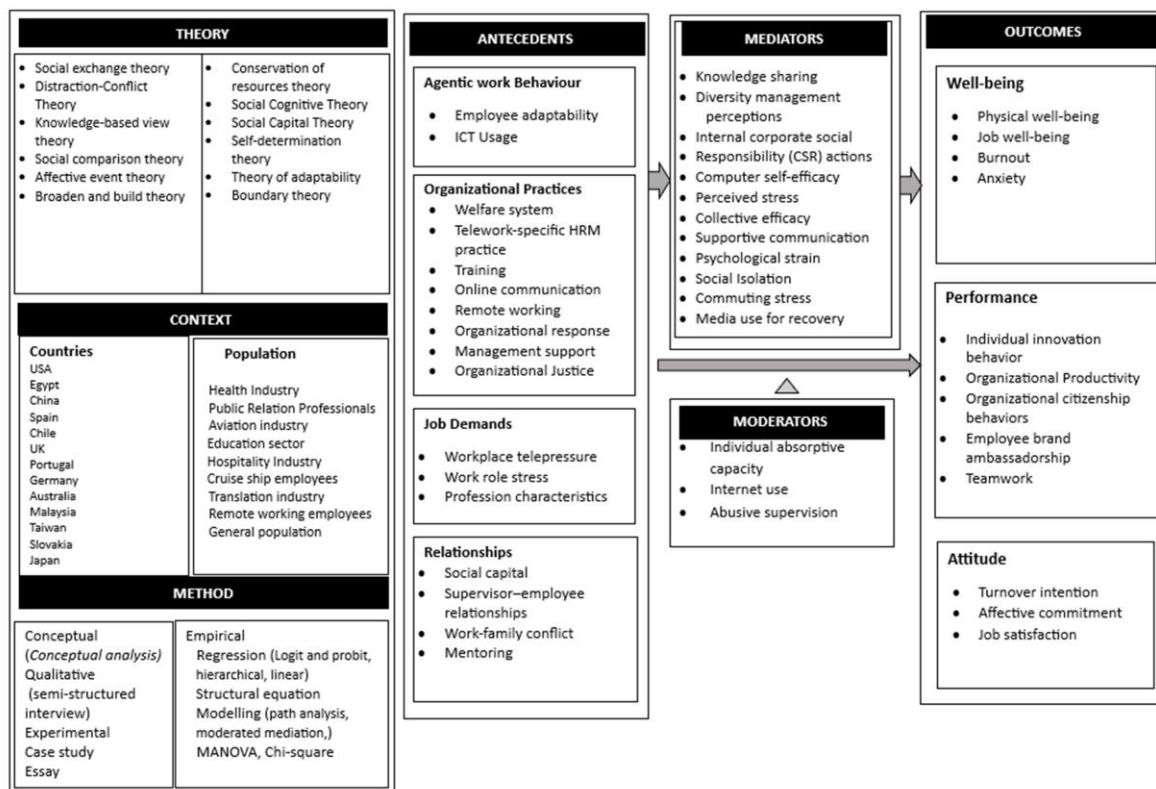 THEORY
Social exchange theory
Distraction-Conflict
Theory
Knowledge-based view
theory
Social comparison theory
Affective event theory
Broaden and build theory
Conservation of
resources theory
Social Cognitive Theory
Social Capital Theory
Self-determination
theory
Theory of adaptability
Boundary theory
CONTEXT
Countries
USA
Egypt
China
Spain
Chile
UK
Portugal
Germany
Australia
Malaysia
Taiwan
Slovakia
Japan
Population
Health Industry
Public Relation Professionals
Aviation industry
Education sector
Hospitality Industry
Cruise ship employees
Translation industry
Remote working employees
General population
METHOD
Conceptual
(Conceptual analysis)
Qualitative
(semi-structured
interview)
Experimental
Case study
Essay
Empirical
Regression (Logit and probit,
hierarchical, linear)
Structural equation
Modelling (path analysis,
moderated mediation,)
MANOVA, Chi-square
ANTECEDENTS
Agentic work Behaviour
Employee adaptability
ICT Usage
Organizational Practices
Welfare system
Telework-specific HRM
practice
Training
Online communication
Remote working
Organizational response
Management support
Organizational Justice
Job Demands
Workplace telepressure
Work role stress
Profession characteristics
Relationships
Social capital
Supervisor–employee
relationships
Work-family conflict
Mentoring
MEDIATORS
Knowledge sharing
Diversity management
perceptions
Internal corporate social
Responsibility (CSR) actions
Computer self-efficacy
Perceived stress
Collective efficacy
Supportive communication
Psychological strain
Social Isolation
Commuting stress
Media use for recovery
MODERATORS
Individual absorptive
capacity
Internet use
Abusive supervision
OUTCOMES
Well-being
Physical well-being
Job well-being
Burnout
Anxiety
Performance
Individual innovation
behavior
Organizational Productivity
Organizational citizenship
behaviors
Employee brand
ambassadorship
Teamwork
Attitude
Turnover intention
Affective commitment
Job satisfaction